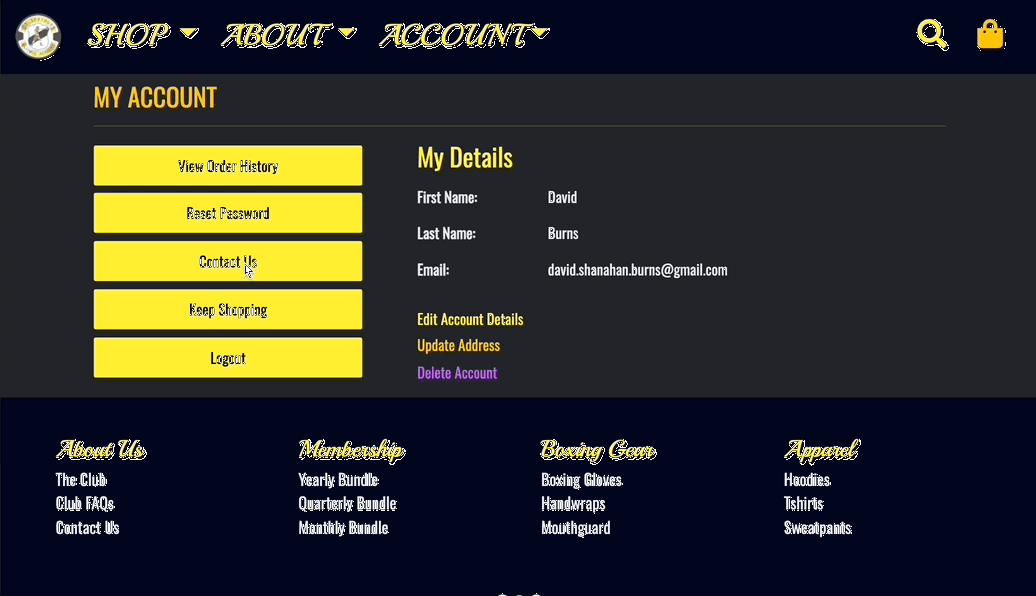 SHOP ABOUT ACCOUNT
MY ACCOUNT
View Order History
Reset Password
Contact Us
Keep Shopping
Logout
My Details
First Name: David
Last Name: Burns
Email: david.shanahan.burns@gmail.com
Edit Account Details
Update Address
Delete Account
About Us
The Club
Club FAQs
Contact Us
Membership
Yearly Bundle
Quarterly Bundle
Monthly Bundle
Boxing Gear
Boxing Gloves
Handwraps
Mouthguard
Apparel
Hoodies
Tshirts
Sweatpants